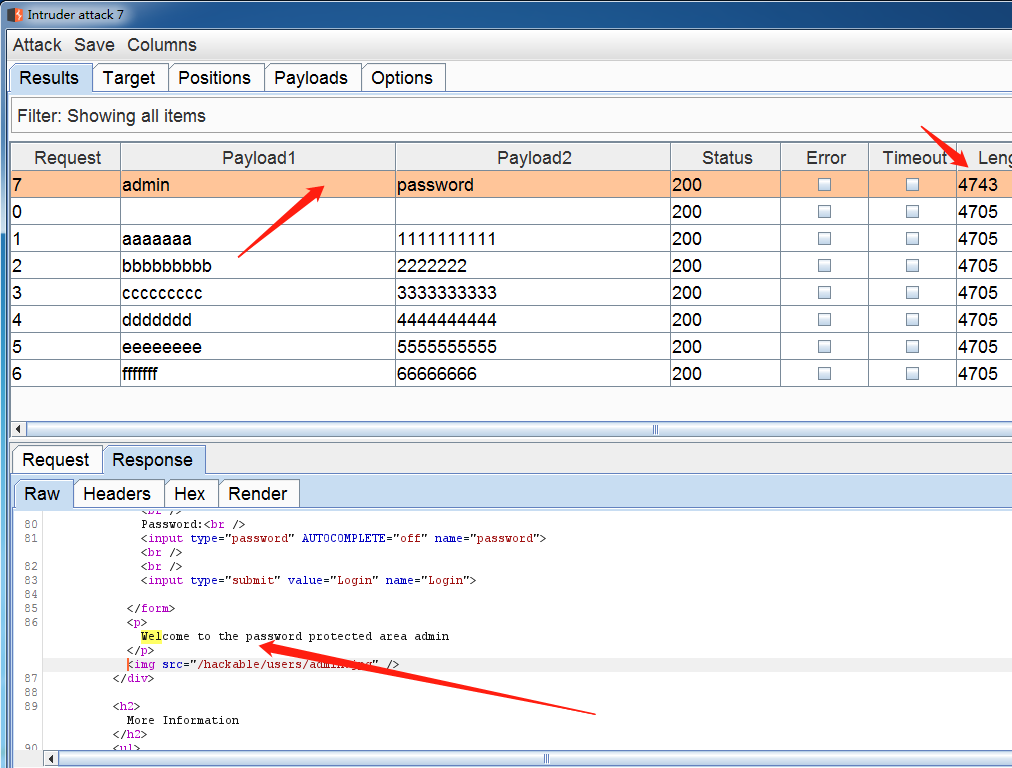 Intruder attack 7
Attack Save Columns
Results Target Positions Payloads Options
Filter: Showing all items
Request Payload1 Payload2 Status Error Timeout Leng
7 admin password 200 4743
0 200 4705
1 aaaaaaa 1111111111 200 4705
2 bbbbbbbbb 2222222 200 4705
3 ccccccccc 3333333333 200 4705
4 ddddddd 4444444444 200 4705
5 eeeeeeee 5555555555 200 4705
6 fffffff 66666666 200 4705
Request Response
Raw Headers Hex Render
<br />
80 Password:<br />
81 <input type="password" AUTOCOMPLETE="off" name="password">
<br />
82 <br />
83 <input type="submit" value="Login" name="Login">
84
85 </form>
86 <p>
Welcome to the password protected area admin
</p>
<img src="/hackable/users/admin.jpg" />
87 </div>
88
89 <h2>
More Information
</h2>
90 <ul>